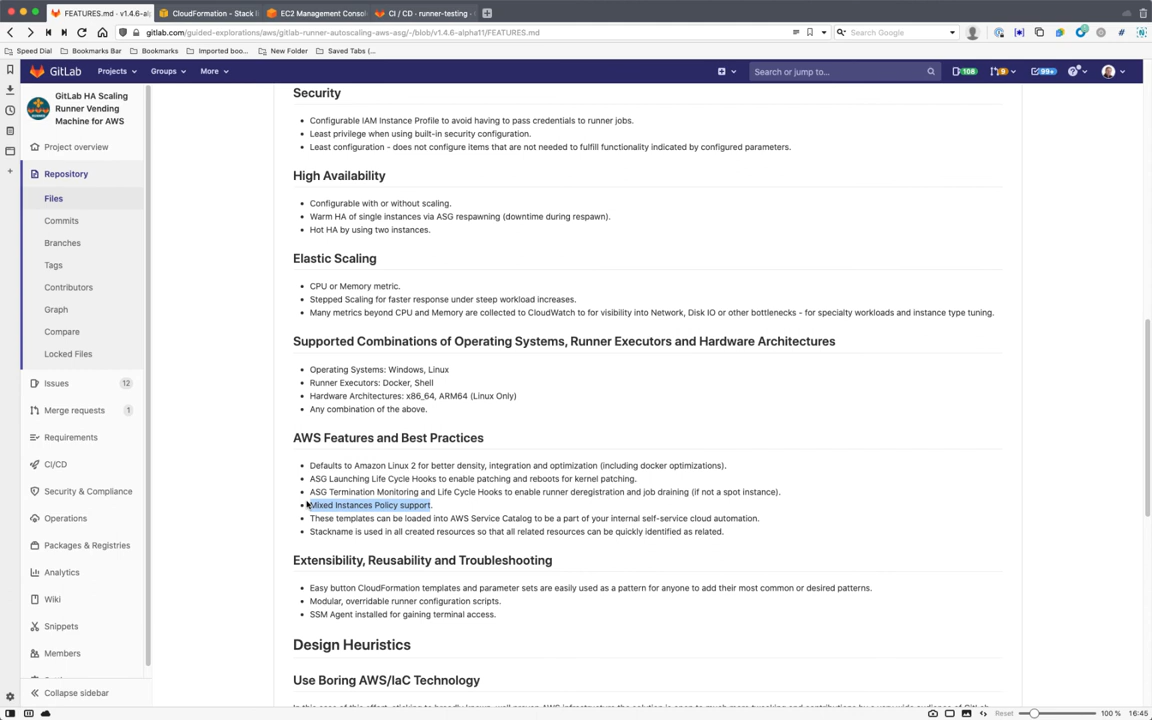 FEATURES.md - v1.4.6-a
CloudFormation - Stack
EC2 Management Conso
CI / CD · runner-testing ·
gitlab.com/guided-explorations/aws/gitlab-runner-autoscaling-aws-asg/-/blob/v1.4.6-alpha11/FEATURES.md
Search Google
Speed Dial
Bookmarks Bar
Bookmarks
Imported boo...
New Folder
Saved Tabs (...
GitLab
Projects
Groups
More
Search or jump to...
108
9
99+
GitLab HA Scaling
Runner Vending
Machine for AWS
Project overview
Repository
Files
Commits
Branches
Tags
Contributors
Graph
Compare
Locked Files
Issues 12
Merge requests 1
Requirements
CI/CD
Security & Compliance
Operations
Packages & Registries
Analytics
Wiki
Snippets
Members
Collapse sidebar
Security
• Configurable IAM Instance Profile to avoid having to pass credentials to runner jobs.
• Least privilege when using built-in security configuration.
• Least configuration - does not configure items that are not needed to fulfill functionality indicated by configured parameters.
High Availability
• Configurable with or without scaling.
• Warm HA of single instances via ASG respawning (downtime during respawn).
• Hot HA by using two instances.
Elastic Scaling
• CPU or Memory metric.
• Stepped Scaling for faster response under steep workload increases.
• Many metrics beyond CPU and Memory are collected to CloudWatch to for visibility into Network, Disk IO or other bottlenecks - for specialty workloads and instance type tuning.
Supported Combinations of Operating Systems, Runner Executors and Hardware Architectures
• Operating Systems: Windows, Linux
• Runner Executors: Docker, Shell
• Hardware Architectures: x86_64, ARM64 (Linux Only)
• Any combination of the above.
AWS Features and Best Practices
• Defaults to Amazon Linux 2 for better density, integration and optimization (including docker optimizations).
• ASG Launching Life Cycle Hooks to enable patching and reboots for kernel patching.
• ASG Termination Monitoring and Life Cycle Hooks to enable runner deregistration and job draining (if not a spot instance).
• Mixed Instances Policy support.
• These templates can be loaded into AWS Service Catalog to be a part of your internal self-service cloud automation.
• Stackname is used in all created resources so that all related resources can be quickly identified as related.
Extensibility, Reusability and Troubleshooting
• Easy button CloudFormation templates and parameter sets are easily used as a pattern for anyone to add their most common or desired patterns.
• Modular, overridable runner configuration scripts.
• SSM Agent installed for gaining terminal access.
Design Heuristics
Use Boring AWS/IaC Technology
Reset
100 %
16:45